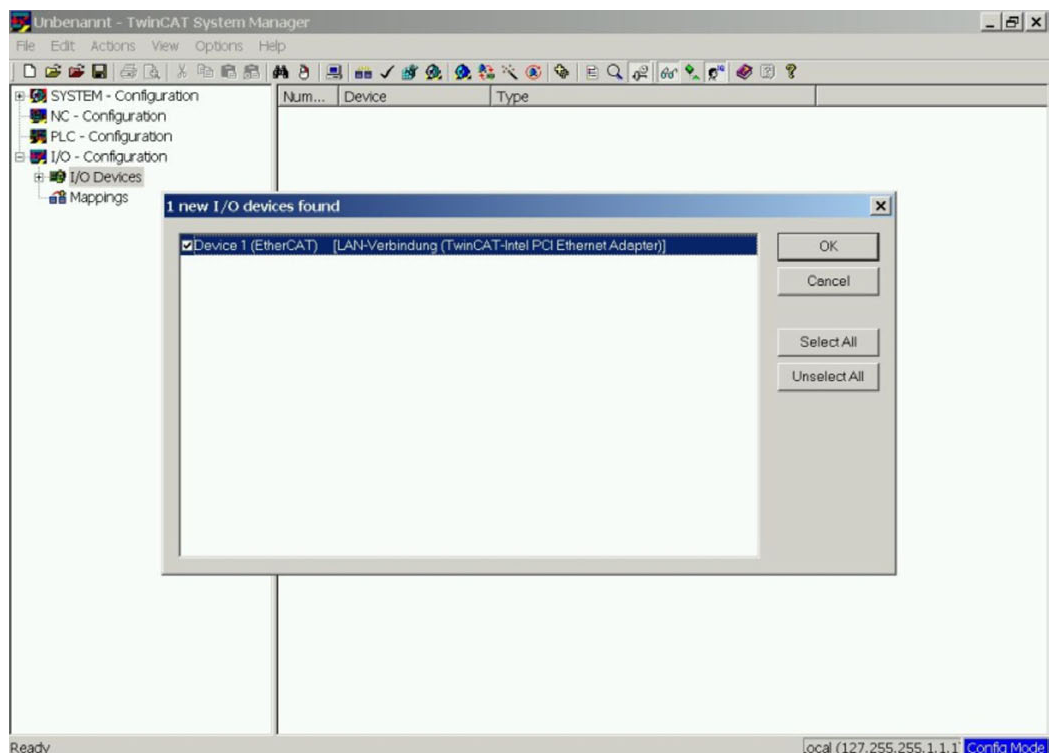 Unbenannt - TwinCAT System Manager
File Edit Actions View Options Help
SYSTEM - Configuration
NC - Configuration
PLC - Configuration
I/O - Configuration
I/O Devices
Mappings
Num... Device Type
1 new I/O devices found
Device 1 (EtherCAT) [LAN-Verbindung (TwinCAT-Intel PCI Ethernet Adapter)]
OK
Cancel
Select All
Unselect All
Ready
Local (127.255.255.1.1.1) Config Mode